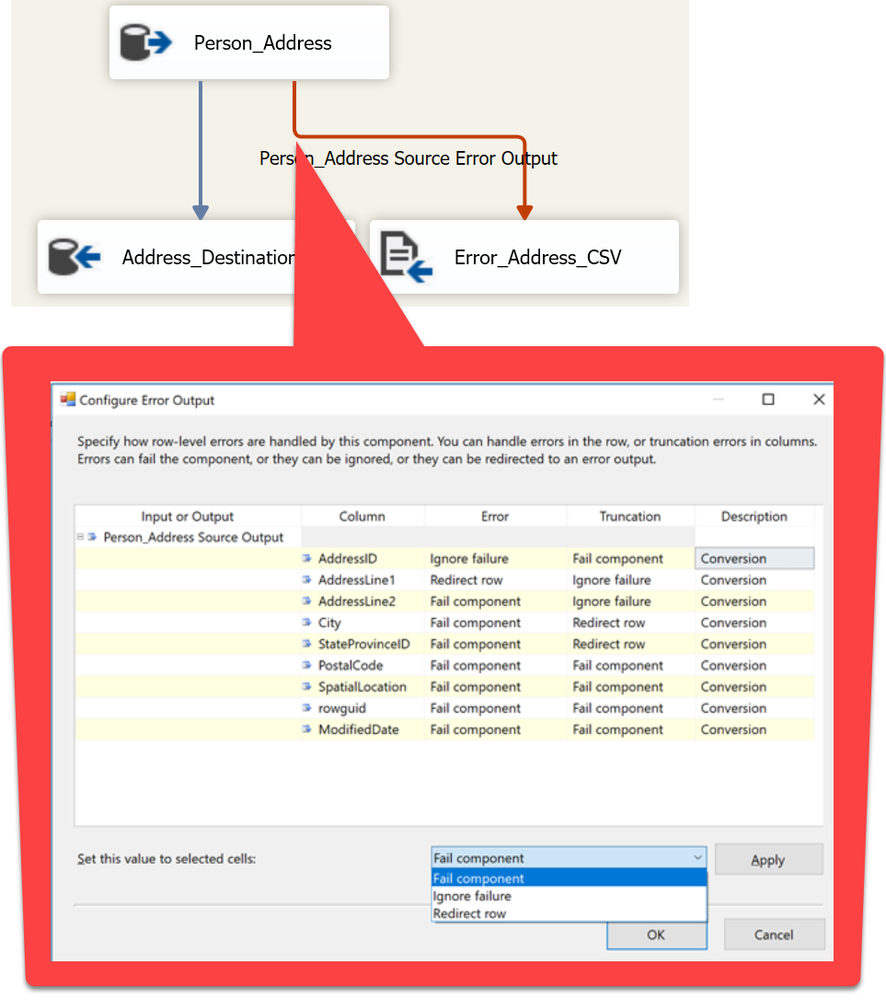 Person_Address
Person_Address Source Error Output
Address_Destination
Error_Address_CSV
Configure Error Output
Specify how row-level errors are handled by this component. You can handle errors in the row, or truncation errors in columns.
Errors can fail the component, or they can be ignored, or they can be redirected to an error output.
Input or Output Column Error Truncation Description
Person_Address Source Output
AddressID Ignore failure Fail component Conversion
AddressLine1 Redirect row Ignore failure Conversion
AddressLine2 Fail component Ignore failure Conversion
City Fail component Redirect row Conversion
StateProvinceID Fail component Redirect row Conversion
PostalCode Fail component Fail component Conversion
SpatialLocation Fail component Fail component Conversion
rowguid Fail component Fail component Conversion
ModifiedDate Fail component Fail component Conversion
Set this value to selected cells: Fail component Apply
Fail component
Ignore failure
Redirect row
OK Cancel